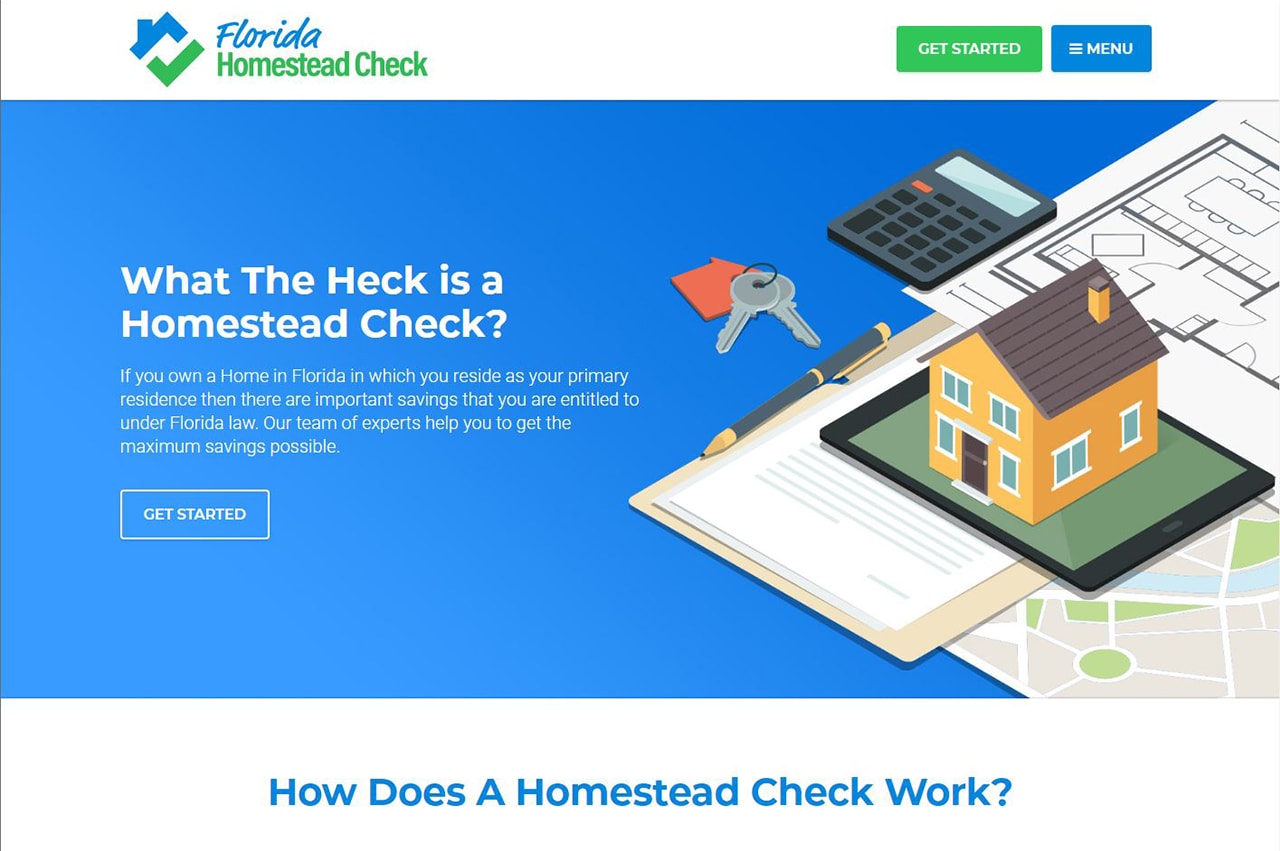 Florida
Homestead Check
GET STARTED
MENU
What The Heck is a
Homestead Check?
If you own a Home in Florida in which you reside as your primary
residence then there are important savings that you are entitled to
under Florida law. Our team of experts help you to get the
maximum savings possible.
GET STARTED
How Does A Homestead Check Work?